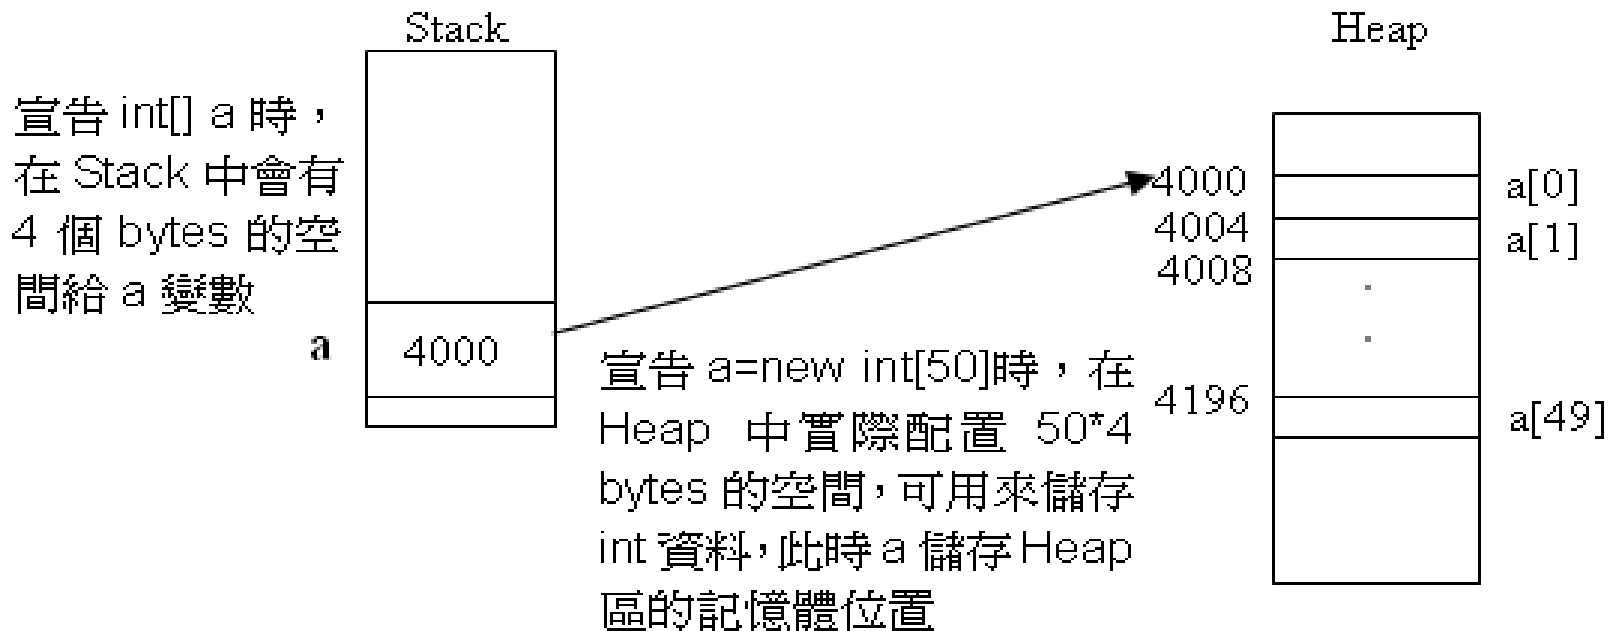 Stack
Heap
宣告 int[] a 時，
在 Stack 中會有
4 個 bytes 的空
間給 a 變數
a
4000
宣告 a=new int[50]時，在
Heap 中實際配置 50*4
bytes 的空間，可用來儲存
int 資料，此時 a 儲存 Heap
區的記憶體位置
4000
a[0]
4004
a[1]
4008
4196
a[49]